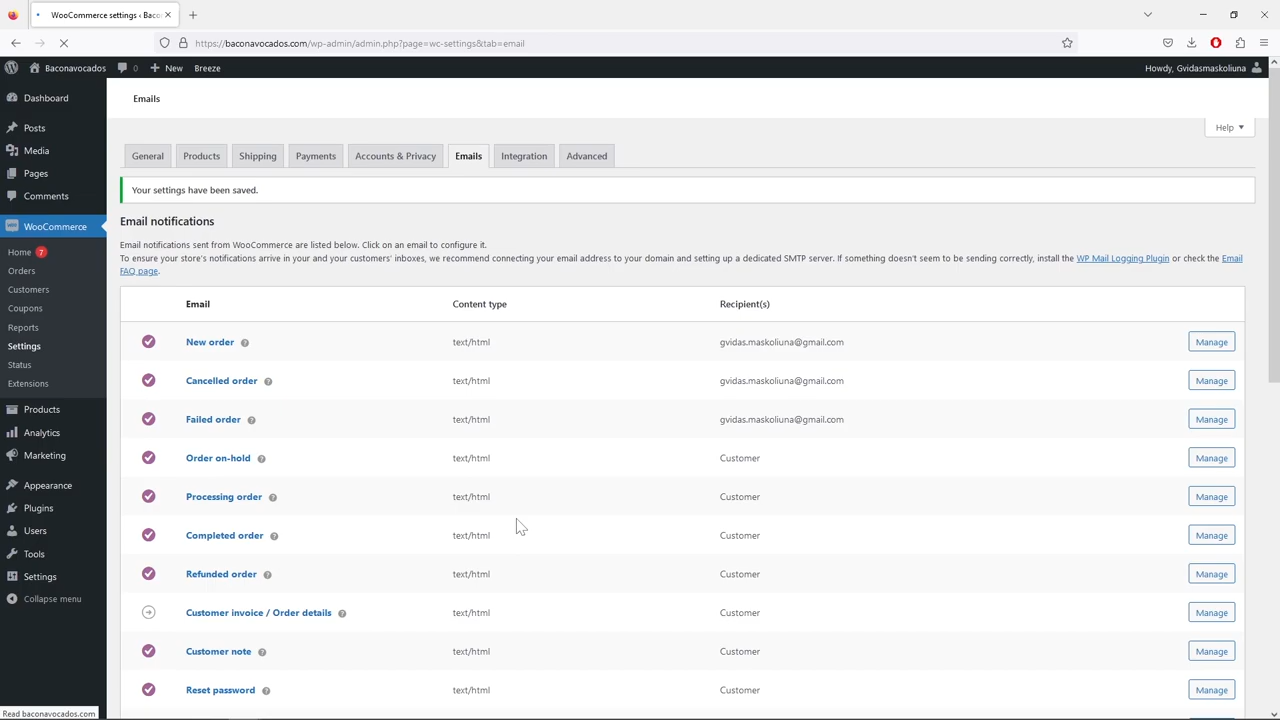 WooCommerce settings ‹ Baco
https://baconavocados.com/wp-admin/admin.php?page=wc-settings&tab=email
Baconavocados
0
New
Breeze
Howdy, Gvidasmaskoliuna
Dashboard
Posts
Media
Pages
Comments
WooCommerce
Home 7
Orders
Customers
Coupons
Reports
Settings
Status
Extensions
Products
Analytics
Marketing
Appearance
Plugins
Users
Tools
Settings
Collapse menu
Read baconavocados.com
Emails
Help
General
Products
Shipping
Payments
Accounts & Privacy
Emails
Integration
Advanced
Your settings have been saved.
Email notifications
Email notifications sent from WooCommerce are listed below. Click on an email to configure it.
To ensure your store's notifications arrive in your and your customers' inboxes, we recommend connecting your email address to your domain and setting up a dedicated SMTP server. If something doesn't seem to be sending correctly, install the WP Mail Logging Plugin or check the Email
FAQ page.
Email Content type Recipient(s)
New order ? text/html gvidas.maskoliuna@gmail.com Manage
Cancelled order ? text/html gvidas.maskoliuna@gmail.com Manage
Failed order ? text/html gvidas.maskoliuna@gmail.com Manage
Order on-hold ? text/html Customer Manage
Processing order ? text/html Customer Manage
Completed order ? text/html Customer Manage
Refunded order ? text/html Customer Manage
Customer invoice / Order details ? text/html Customer Manage
Customer note ? text/html Customer Manage
Reset password ? text/html Customer Manage